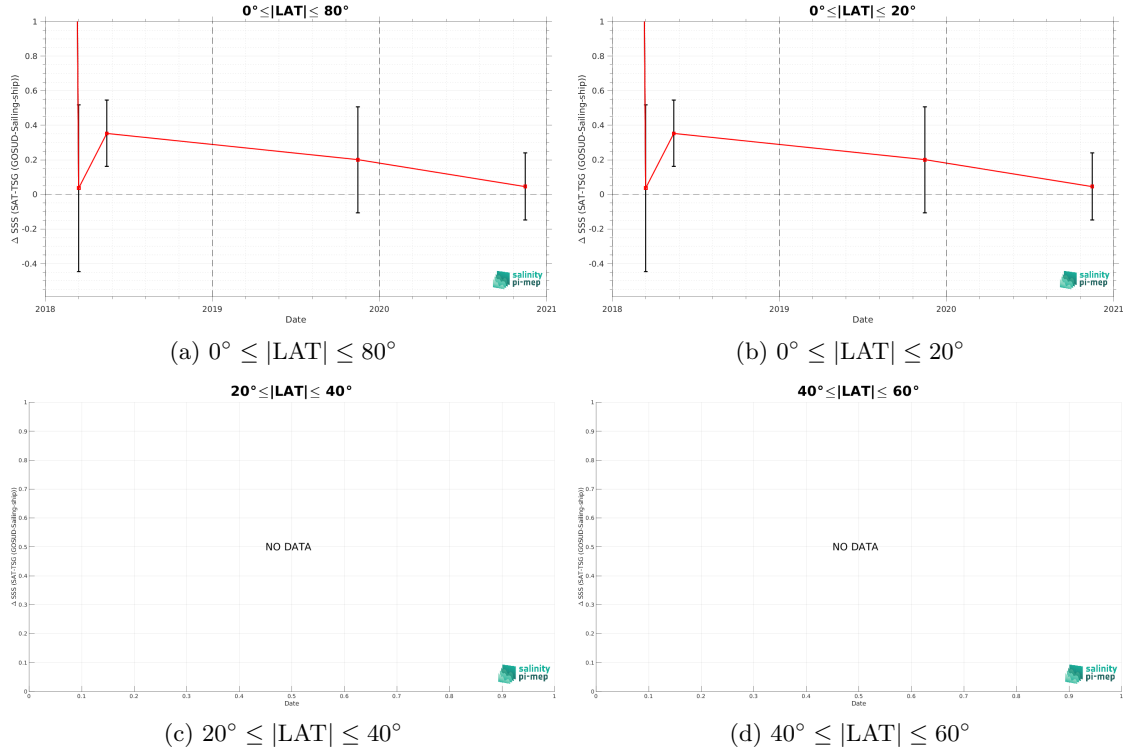 0°≤|LAT|≤ 80°
Δ SSS (SAT-TSG (GOSUD-Sailing-ship))
1
0.8
0.6
0.4
0.2
0
-0.2
-0.4
2018
2019
2020
2021
Date
salinity
pi-mep
(a) 0° ≤ |LAT| ≤ 80°
0°≤|LAT|≤ 20°
Δ SSS (SAT-TSG (GOSUD-Sailing-ship))
1
0.8
0.6
0.4
0.2
0
-0.2
-0.4
2018
2019
2020
2021
Date
salinity
pi-mep
(b) 0° ≤ |LAT| ≤ 20°
20°≤|LAT|≤ 40°
Δ SSS (SAT-TSG (GOSUD-Sailing-ship))
1
0.9
0.8
0.7
0.6
0.5
0.4
0.3
0.2
0.1
0
NO DATA
0
0.1
0.2
0.3
0.4
0.5
0.6
0.7
0.8
0.9
1
Date
salinity
pi-mep
(c) 20° ≤ |LAT| ≤ 40°
40°≤|LAT|≤ 60°
Δ SSS (SAT-TSG (GOSUD-Sailing-ship))
1
0.9
0.8
0.7
0.6
0.5
0.4
0.3
0.2
0.1
0
NO DATA
0
0.1
0.2
0.3
0.4
0.5
0.6
0.7
0.8
0.9
1
Date
salinity
pi-mep
(d) 40° ≤ |LAT| ≤ 60°